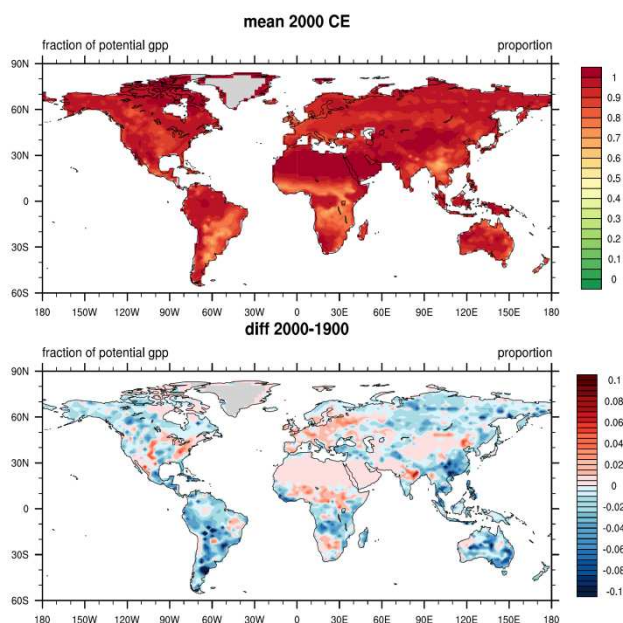 mean 2000 CE
fraction of potential gpp proportion
90N
60N
30N
0
30S
60S
180 150W 120W 90W 60W 30W 0 30E 60E 90E 120E 150E 180
1
0.9
0.8
0.7
0.6
0.5
0.4
0.3
0.2
0.1
0
diff 2000-1900
fraction of potential gpp proportion
90N
60N
30N
0
30S
60S
180 150W 120W 90W 60W 30W 0 30E 60E 90E 120E 150E 180
0.1
0.08
0.06
0.04
0.02
0
-0.02
-0.04
-0.06
-0.08
-0.1